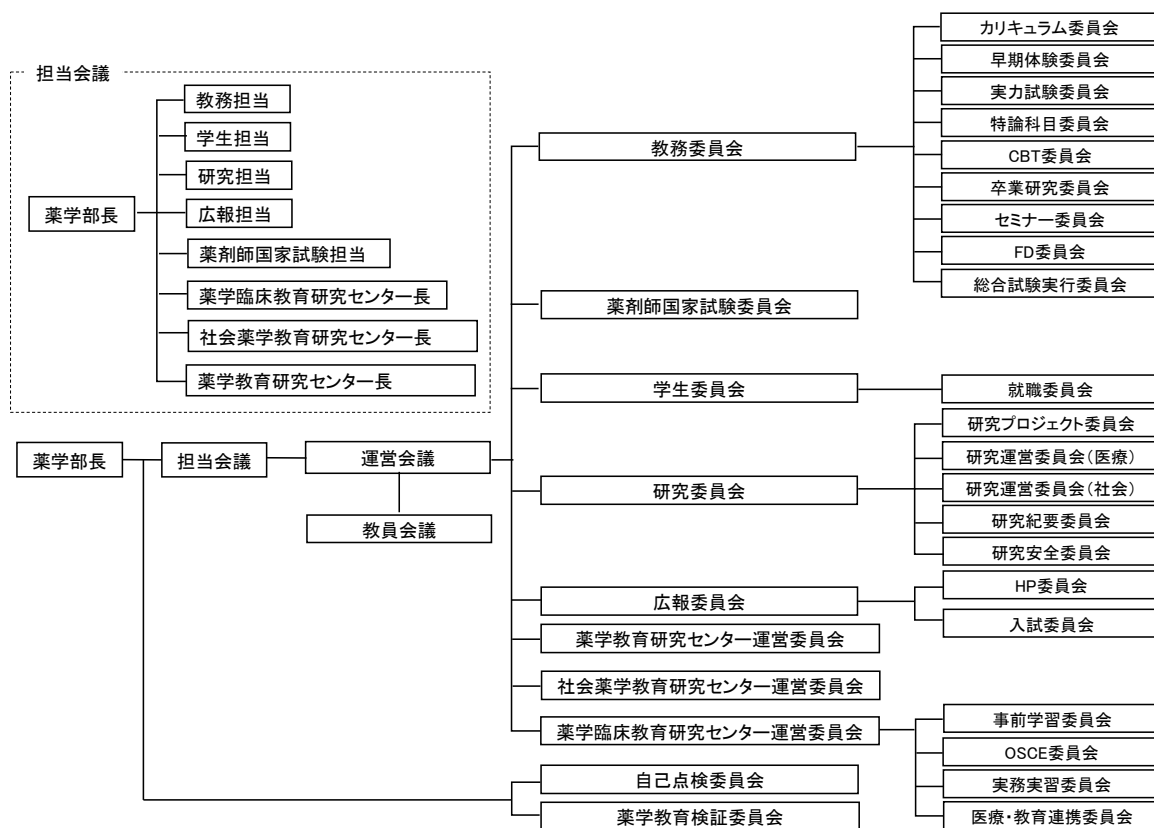 担当会議
薬学部長
教務担当
学生担当
研究担当
広報担当
薬剤師国家試験担当
薬学臨床教育研究センター長
社会薬学教育研究センター長
薬学教育研究センター長
薬学部長
担当会議
運営会議
教員会議
教務委員会
薬剤師国家試験委員会
学生委員会
研究委員会
広報委員会
薬学教育研究センター運営委員会
社会薬学教育研究センター運営委員会
薬学臨床教育研究センター運営委員会
自己点検委員会
薬学教育検証委員会
カリキュラム委員会
早期体験委員会
実力試験委員会
特論科目委員会
CBT委員会
卒業研究委員会
セミナー委員会
FD委員会
総合試験実行委員会
就職委員会
研究プロジェクト委員会
研究運営委員会(医療)
研究運営委員会(社会)
研究紀要委員会
研究安全委員会
HP委員会
入試委員会
事前学習委員会
OSCE委員会
実務実習委員会
医療・教育連携委員会